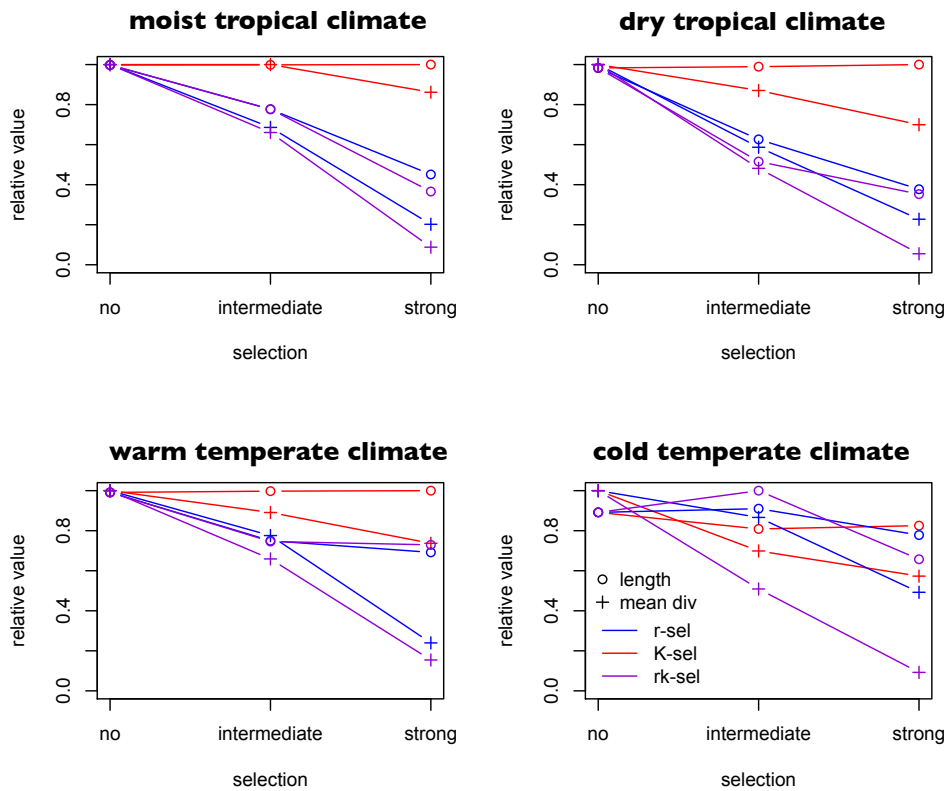 moist tropical climate
relative value
0.0
0.4
0.8
no
intermediate
strong
selection
dry tropical climate
relative value
0.0
0.4
0.8
no
intermediate
strong
selection
warm temperate climate
relative value
0.0
0.4
0.8
no
intermediate
strong
selection
cold temperate climate
relative value
0.0
0.4
0.8
length
mean div
r-sel
K-sel
rk-sel
no
intermediate
strong
selection